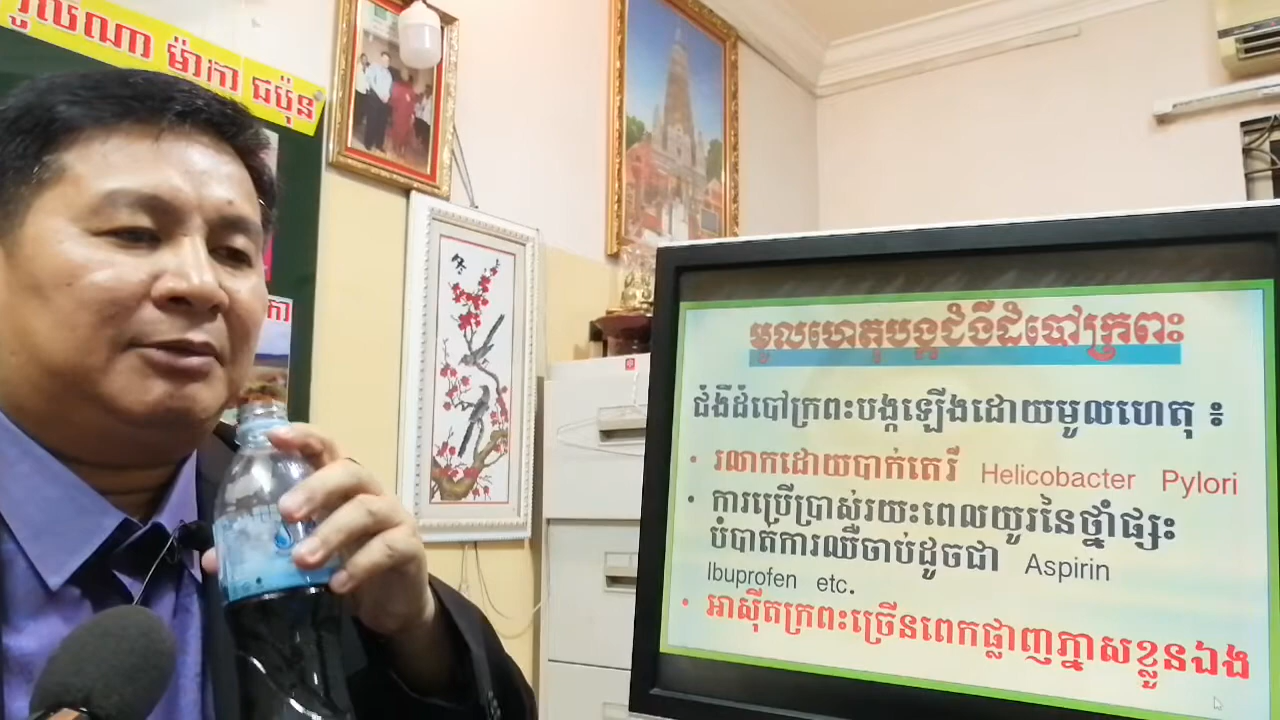 រូលណា ម៉ាកា ជប៉ុន
មូលហេតុបង្កជំងឺដំបៅក្រពះ
ជំងឺដំបៅក្រពះបង្កឡើងដោយមូលហេតុ ៖
• រលាកដោយបាក់តេរី Helicobacter Pylori
• ការប្រើប្រាស់រយះពេលយូរនៃថ្នាំផ្សះ
បំបាត់ការឈឺចាប់ដូចជា Aspirin
Ibuprofen etc.
• អាស៊ីតក្រពះច្រើនពេកផ្លាញភ្នាសខ្លួនឯង